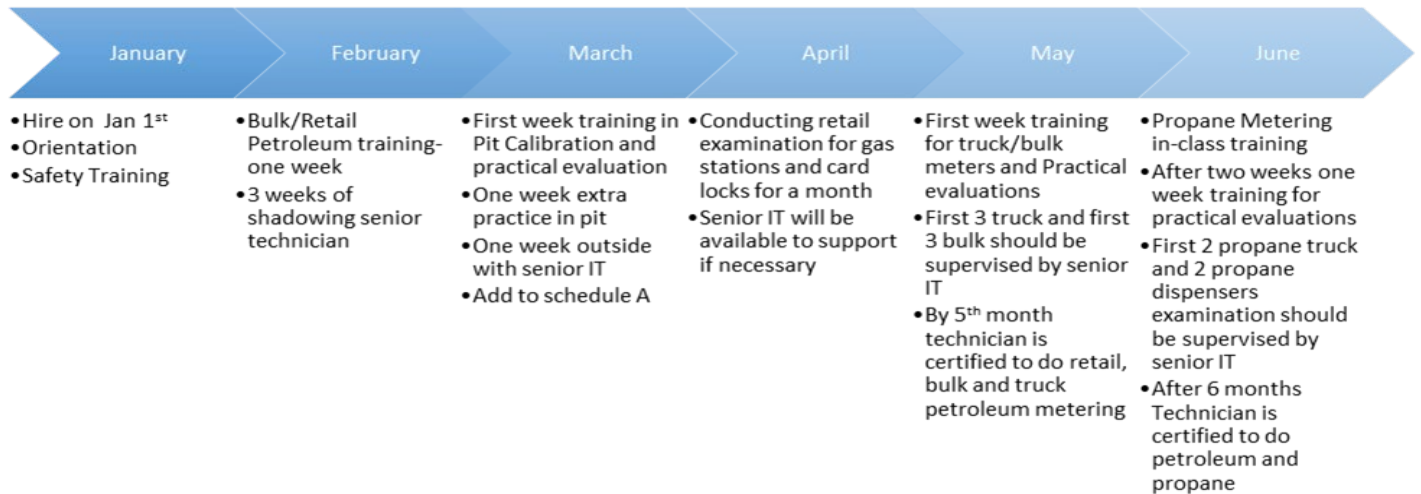 January
February
March
April
May
June
•Hire on Jan 1st
•Orientation
•Safety Training
•Bulk/Retail
Petroleum training-
one week
•3 weeks of
shadowing senior
technician
•First week training in
Pit Calibration and
practical evaluation
•One week extra
practice in pit
•One week outside
with senior IT
•Add to schedule A
•Conducting retail
examination for gas
stations and card
locks for a month
•Senior IT will be
available to support
if necessary
•First week training
for truck/bulk
meters and Practical
evaluations
•First 3 truck and first
3 bulk should be
supervised by senior
IT
•By 5th month
technician is
certified to do retail,
bulk and truck
petroleum metering
•Propane Metering
in-class training
•After two weeks one
week training for
practical evaluations
•First 2 propane truck
and 2 propane
dispensers
examination should
be supervised by
senior IT
•After 6 months
Technician is
certified to do
petroleum and
propane